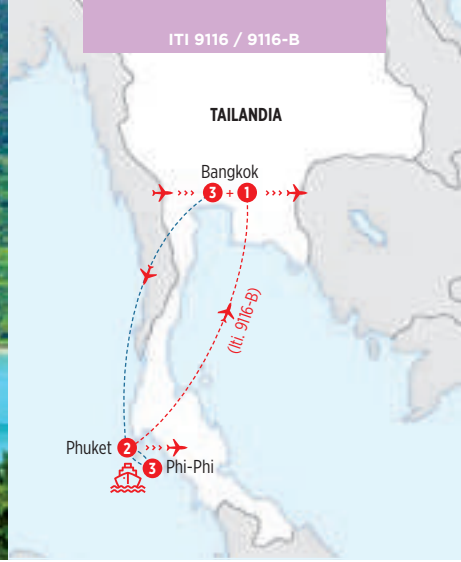 ITI 9116 / 9116-B
TAILANDIA
Bangkok
3 + 1
(Iti. 9116-B)
Phuket 2
3 Phi-Phi